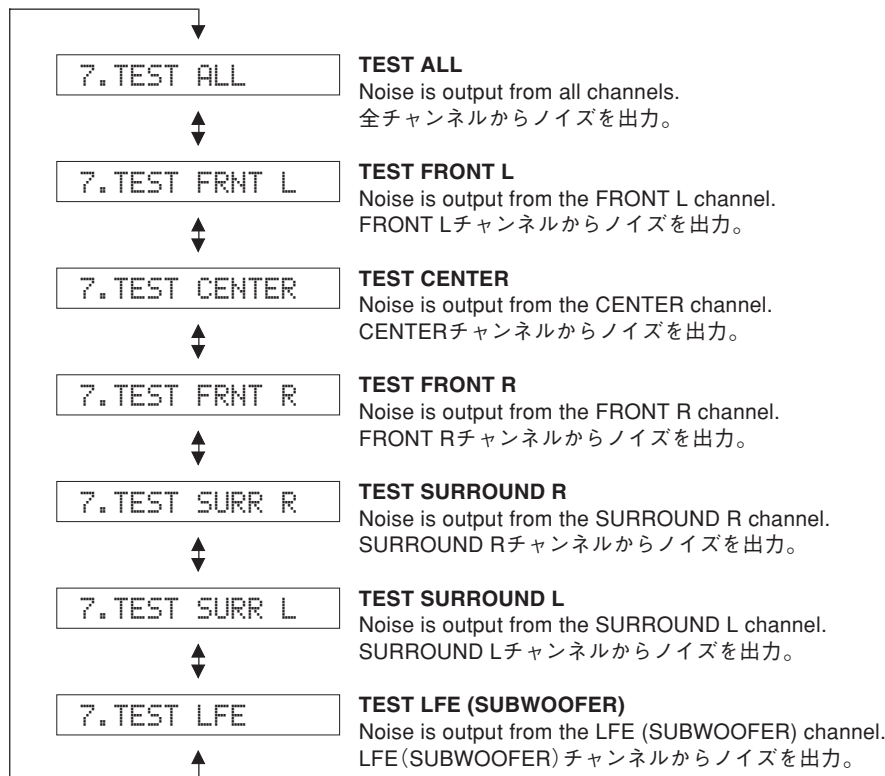 7.TEST ALL
TEST ALL
Noise is output from all channels.
全チャンネルからノイズを出力。
7.TEST FRNT L
TEST FRONT L
Noise is output from the FRONT L channel.
FRONT Lチャンネルからノイズを出力。
7.TEST CENTER
TEST CENTER
Noise is output from the CENTER channel.
CENTERチャンネルからノイズを出力。
7.TEST FRNT R
TEST FRONT R
Noise is output from the FRONT R channel.
FRONT Rチャンネルからノイズを出力。
7.TEST SURR R
TEST SURROUND R
Noise is output from the SURROUND R channel.
SURROUND Rチャンネルからノイズを出力。
7.TEST SURR L
TEST SURROUND L
Noise is output from the SURROUND L channel.
SURROUND Lチャンネルからノイズを出力。
7.TEST LFE
TEST LFE (SUBWOOFER)
Noise is output from the LFE (SUBWOOFER) channel.
LFE（SUBWOOFER）チャンネルからノイズを出力。